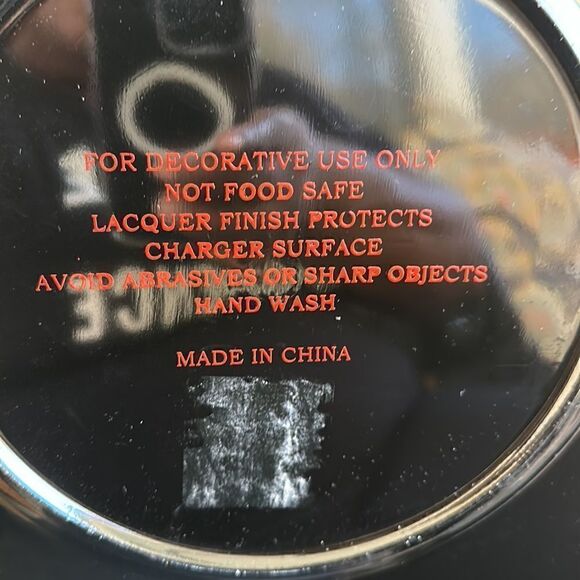 FOR DECORATIVE USE ONLY
NOT FOOD SAFE
LACQUER FINISH PROTECTS
CHARGER SURFACE
AVOID ABRASIVES OR SHARP OBJECTS
HAND WASH
MADE IN CHINA